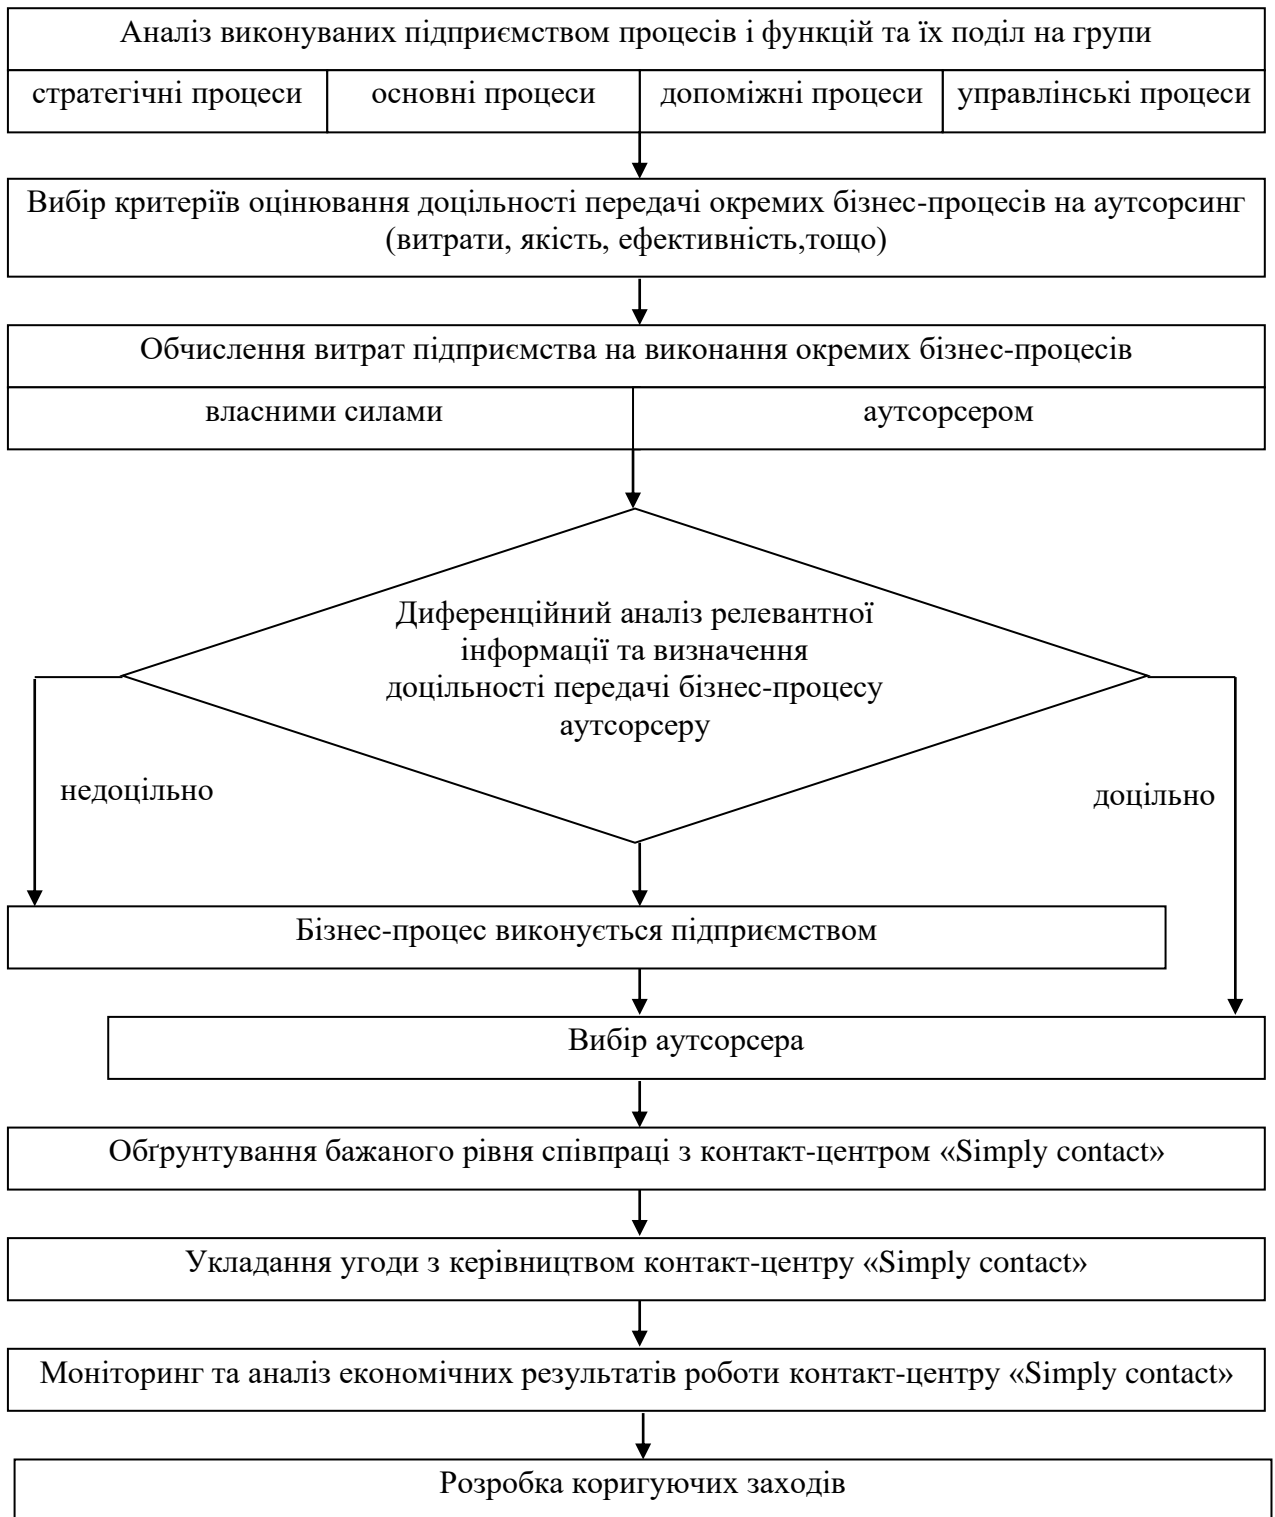 Аналіз виконуваних підприємством процесів і функцій та їх поділ на групи
стратегічні процеси
основні процеси
допоміжні процеси
управлінські процеси
Вибір критеріїв оцінювання доцільності передачі окремих бізнес-процесів на аутсорсинг
(витрати, якість, ефективність,тощо)
Обчислення витрат підприємства на виконання окремих бізнес-процесів
власними силами
аутсорсером
Диференційний аналіз релевантної
інформації та визначення
доцільності передачі бізнес-процесу
аутсорсеру
недоцільно
доцільно
Бізнес-процес виконується підприємством
Вибір аутсорсера
Обґрунтування бажаного рівня співпраці з контакт-центром «Simply contact»
Укладання угоди з керівництвом контакт-центру «Simply contact»
Моніторинг та аналіз економічних результатів роботи контакт-центру «Simply contact»
Розробка коригуючих заходів